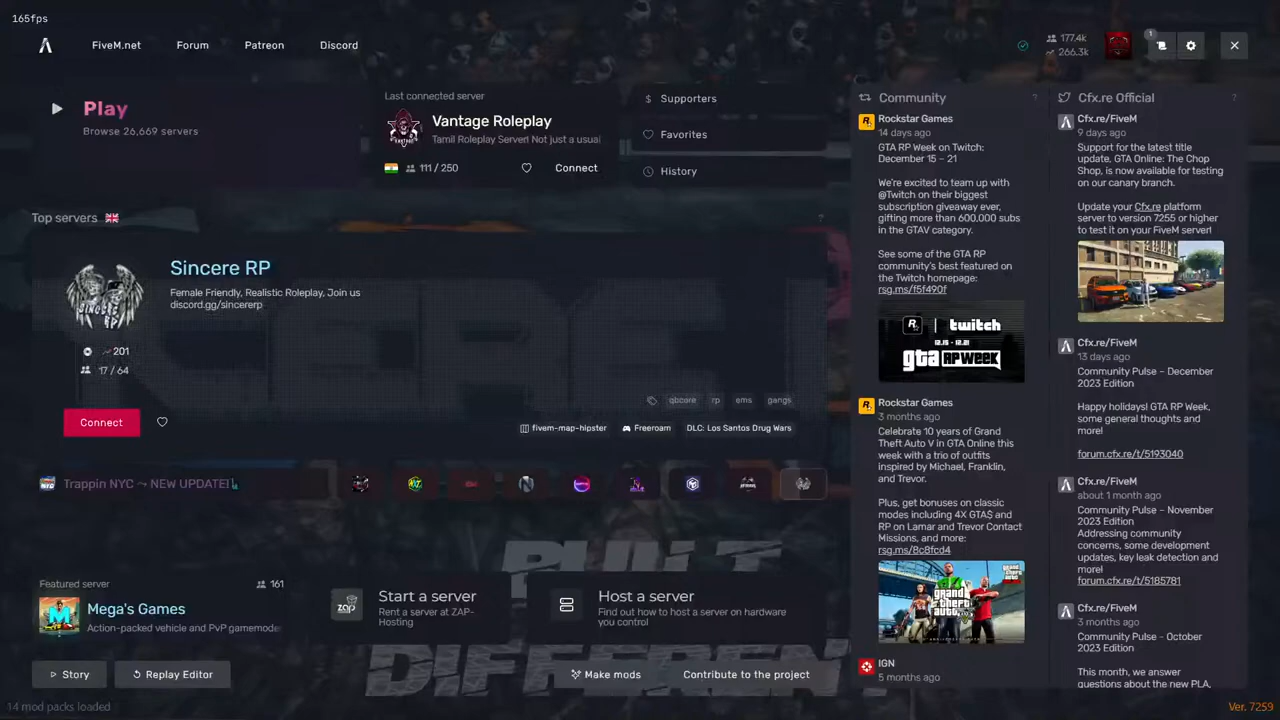 165fps
FiveM.net
Forum
Patreon
Discord
177.4k
266.3k
1
Play
Browse 26,669 servers
Last connected server
Vantage Roleplay
Tamil Roleplay Server! Not just a usual
111 / 250
Connect
$ Supporters
Favorites
History
Top servers
?
Sincere RP
Female Friendly, Realistic Roleplay, Join us
discord.gg/sincererp
201
17 / 64
Connect
qbcore
rp
ems
gangs
fivem-map-hipster
Freeroam
DLC: Los Santos Drug Wars
Trappin NYC ⤳ NEW UPDATE!
Featured server
161
Mega's Games
Action-packed vehicle and PvP gamemode
ZAP
Start a server
Rent a server at ZAP-
Hosting
Host a server
Find out how to host a server on hardware
you control
BUILT
DIFFERENT
Story
Replay Editor
Make mods
Contribute to the project
14 mod packs loaded
Community
?
Rockstar Games
14 days ago
GTA RP Week on Twitch:
December 15 – 21
We're excited to team up with
@Twitch on their biggest
subscription giveaway ever,
gifting more than 600,000 subs
in the GTAV category.
See some of the GTA RP
community's best featured on
the Twitch homepage:
rsg.ms/f5f490f
R
twitch
12.15 - 12.21
gta RP WEEK
Rockstar Games
3 months ago
Celebrate 10 years of Grand
Theft Auto V in GTA Online this
week with a trio of outfits
inspired by Michael, Franklin,
and Trevor.
Plus, get bonuses on classic
modes including 4X GTA$ and
RP on Lamar and Trevor Contact
Missions, and more:
rsg.ms/8c8fcd4
grand
theft
auto
IGN
5 months ago
Cfx.re Official
?
Cfx.re/FiveM
9 days ago
Support for the latest title
update, GTA Online: The Chop
Shop, is now available for testing
on our canary branch.
Update your Cfx.re platform
server to version 7255 or higher
to test it on your FiveM server!
Cfx.re/FiveM
13 days ago
Community Pulse – December
2023 Edition
Happy holidays! GTA RP Week,
some general thoughts and
more!
forum.cfx.re/t/5193040
Cfx.re/FiveM
about 1 month ago
Community Pulse – November
2023 Edition
Addressing community
concerns, some development
updates, key leak detection and
more!
forum.cfx.re/t/5185781
Cfx.re/FiveM
3 months ago
Community Pulse – October
2023 Edition
This month, we answer
questions about the new PLA,
Ver. 7259